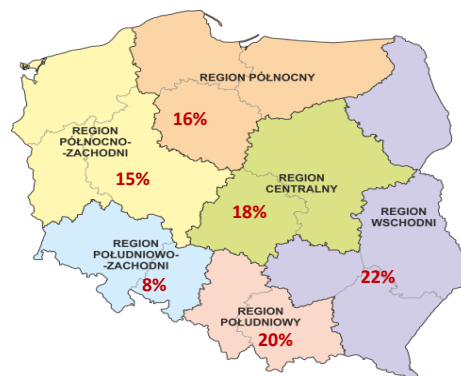 REGION PÓŁNOCNY
16%
REGION
PÓŁNOCNO-
-ZACHODNI
15%
REGION
CENTRALNY
18%
REGION
WSCHODNI
22%
REGION
POŁUDNIOWO-
-ZACHODNI
8%
REGION
POŁUDNIOWY
20%